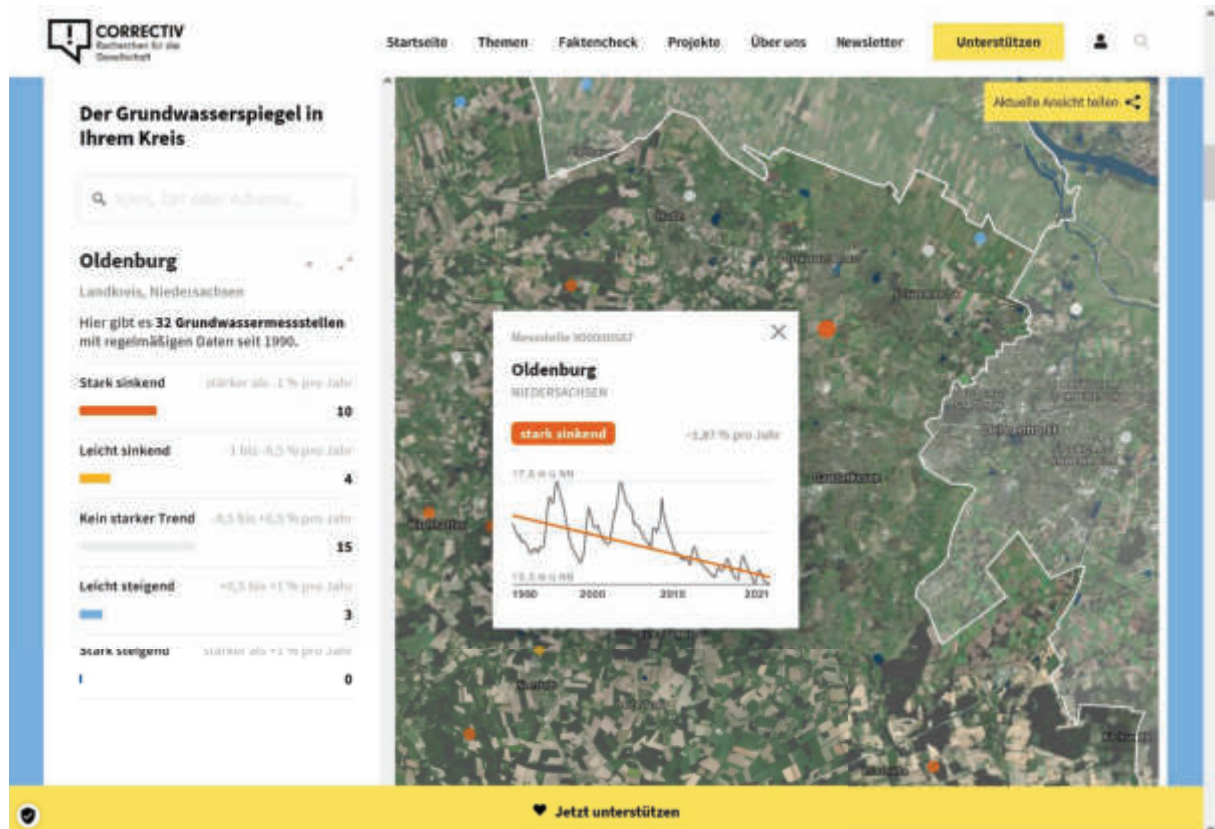 CORRECTIV
Recherchen für die
Gesellschaft
Startseite Themen Faktencheck Projekte Über uns Newsletter Unterstützen
Aktuelle Ansicht teilen
Der Grundwasserspiegel in
Ihrem Kreis
Oldenburg
Landkreis, Niedersachsen
Hier gibt es 32 Grundwassermessstellen
mit regelmäßigen Daten seit 1990.
Stark sinkend stärker als -1 % pro Jahr
10
Leicht sinkend -1 bis -0,5 % pro Jahr
4
Kein starker Trend -0,5 bis +0,5 % pro Jahr
15
Leicht steigend +0,5 bis +1 % pro Jahr
3
Stark steigend stärker als +1 % pro Jahr
0
Messstelle
Oldenburg
NIEDERSACHSEN
stark sinkend pro Jahr
1990 2000 2010 2021
Hude
Ganderkesee
Delmenhorst
Jetzt unterstützen